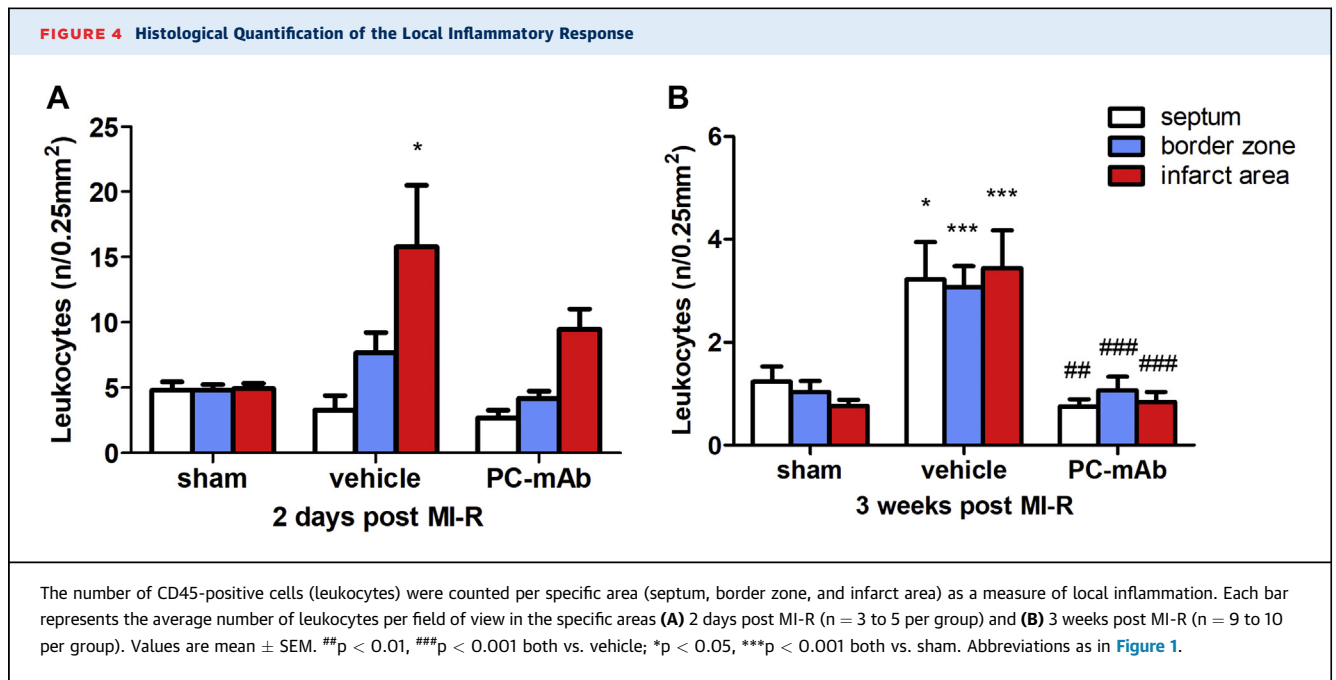 FIGURE 4 Histological Quantification of the Local Inflammatory Response
A
Leukocytes (n/0.25mm²)
25
20
15
10
5
0
*
sham vehicle PC-mAb
2 days post MI-R
B
Leukocytes (n/0.25mm²)
6
4
2
0
* *** ***
## ### ###
sham vehicle PC-mAb
3 weeks post MI-R
septum
border zone
infarct area
The number of CD45-positive cells (leukocytes) were counted per specific area (septum, border zone, and infarct area) as a measure of local inflammation. Each bar
represents the average number of leukocytes per field of view in the specific areas (A) 2 days post MI-R (n = 3 to 5 per group) and (B) 3 weeks post MI-R (n = 9 to 10
per group). Values are mean ± SEM. ##p < 0.01, ###p < 0.001 both vs. vehicle; *p < 0.05, ***p < 0.001 both vs. sham. Abbreviations as in Figure 1.